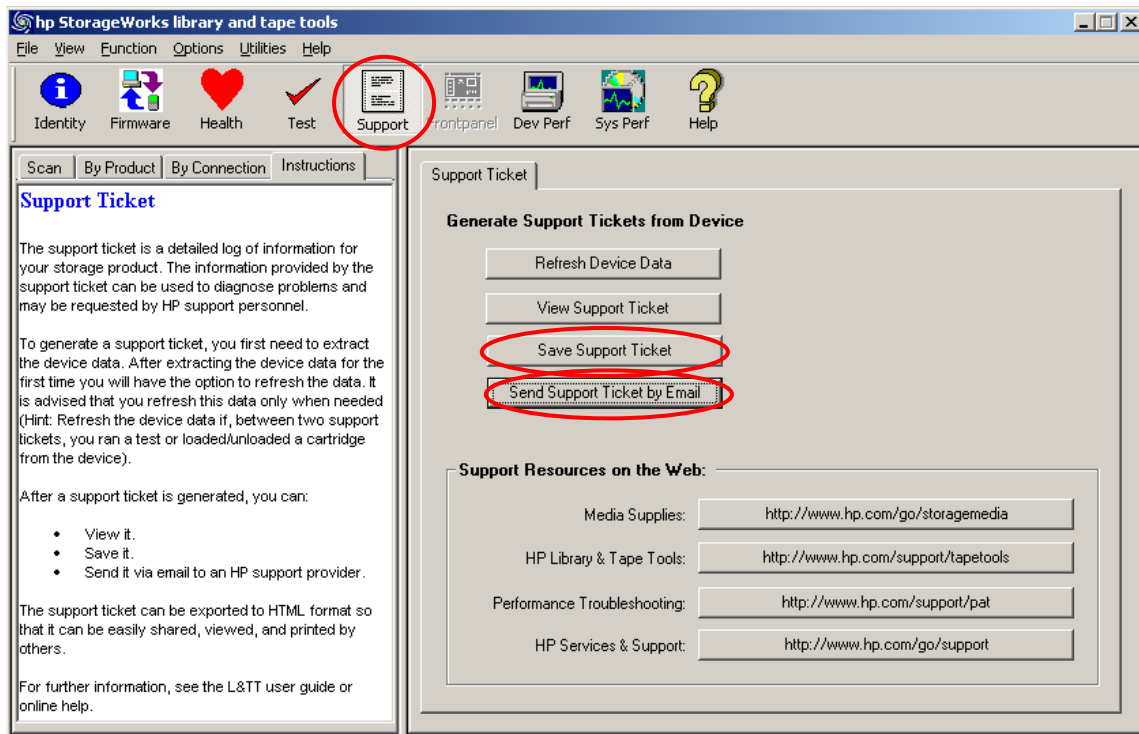 hp StorageWorks library and tape tools
File View Function Options Utilities Help
Identity Firmware Health Test Support Frontpanel Dev Perf Sys Perf Help
Scan By Product By Connection Instructions
Support Ticket
The support ticket is a detailed log of information for
your storage product. The information provided by the
support ticket can be used to diagnose problems and
may be requested by HP support personnel.
To generate a support ticket, you first need to extract
the device data. After extracting the device data for the
first time you will have the option to refresh the data. It
is advised that you refresh this data only when needed
(Hint: Refresh the device data if, between two support
tickets, you ran a test or loaded/unloaded a cartridge
from the device).
After a support ticket is generated, you can:
• View it.
• Save it.
• Send it via email to an HP support provider.
The support ticket can be exported to HTML format so
that it can be easily shared, viewed, and printed by
others.
For further information, see the L&TT user guide or
online help.
Support Ticket
Generate Support Tickets from Device
Refresh Device Data
View Support Ticket
Save Support Ticket
Send Support Ticket by Email
Support Resources on the Web:
Media Supplies: http://www.hp.com/go/storagemedia
HP Library & Tape Tools: http://www.hp.com/support/tapetools
Performance Troubleshooting: http://www.hp.com/support/pat
HP Services & Support: http://www.hp.com/go/support